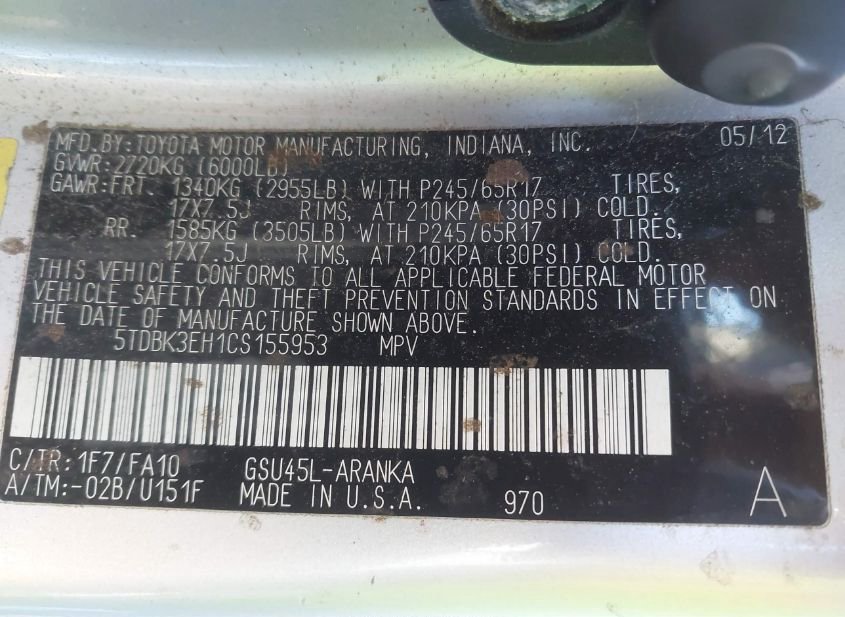 MFD.BY:TOYOTA MOTOR MANUFACTURING, INDIANA, INC. 05/12
GVWR:2720KG (6000LB)
GAWR:FRT. 1340KG (2955LB) WITH P245/65R17 TIRES,
17X7.5J RIMS, AT 210KPA (30PSI) COLD.
RR. 1585KG (3505LB) WITH P245/65R17 TIRES,
17X7.5J RIMS, AT 210KPA (30PSI) COLD.
THIS VEHICLE CONFORMS TO ALL APPLICABLE FEDERAL MOTOR
VEHICLE SAFETY AND THEFT PREVENTION STANDARDS IN EFFECT ON
THE DATE OF MANUFACTURE SHOWN ABOVE.
5TDBK3EH1CS155953 MPV
C/TR:1F7/FA10 GSU45L-ARANKA
A/TM:-02B/U151F MADE IN U.S.A. 970 A